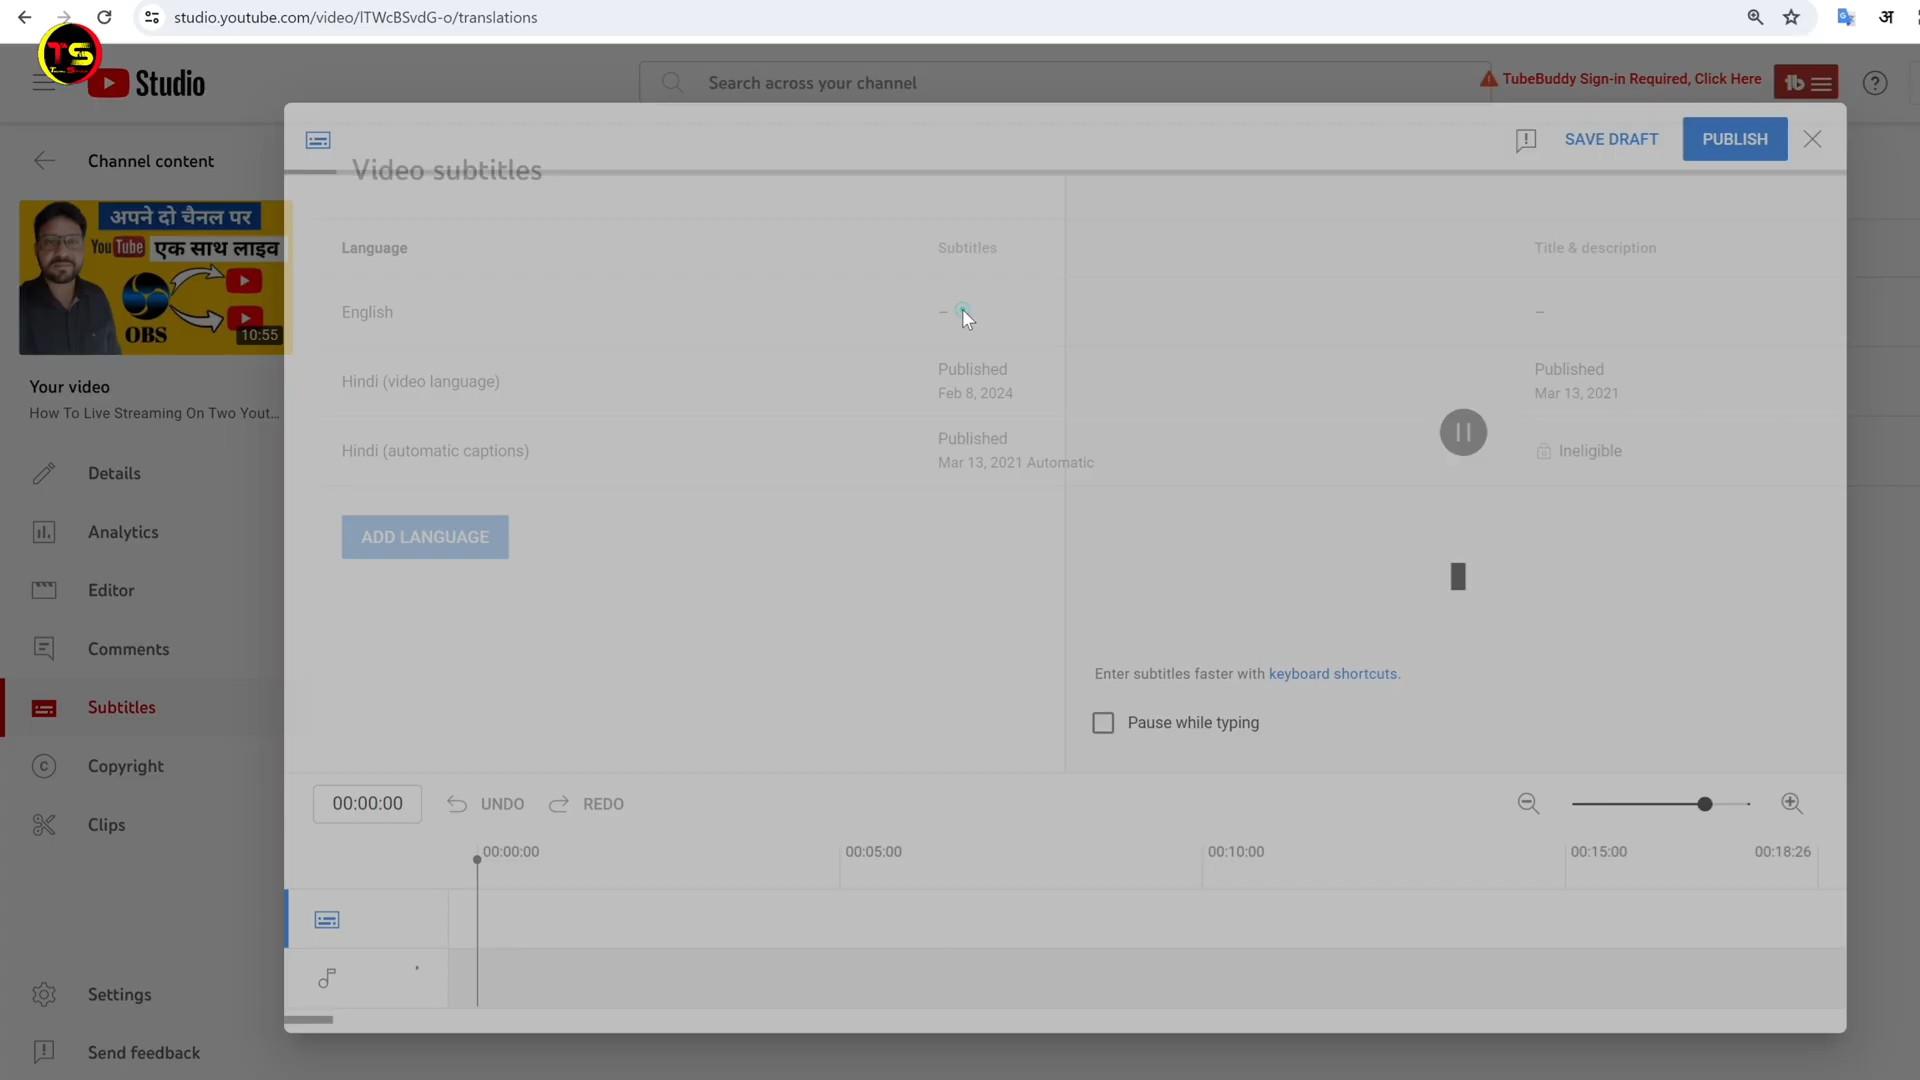 studio.youtube.com/video/lTWcBSvdG-o/translations
अ
TS
Studio
Search across your channel
TubeBuddy Sign-in Required, Click Here
tb
?
Channel content
SAVE DRAFT
PUBLISH
Video subtitles
अपने दो चैनल पर
YouTube एक साथ लाइव
OBS
10:55
Language
Subtitles
Title & description
English
–
–
Hindi (video language)
Published
Feb 8, 2024
Published
Mar 13, 2021
Hindi (automatic captions)
Published
Mar 13, 2021 Automatic
Ineligible
ADD LANGUAGE
Your video
How To Live Streaming On Two Yout...
Details
Analytics
Editor
Comments
Subtitles
Copyright
Clips
Settings
Send feedback
Enter subtitles faster with keyboard shortcuts.
Pause while typing
00:00:00
UNDO
REDO
00:00:00
00:05:00
00:10:00
00:15:00
00:18:26